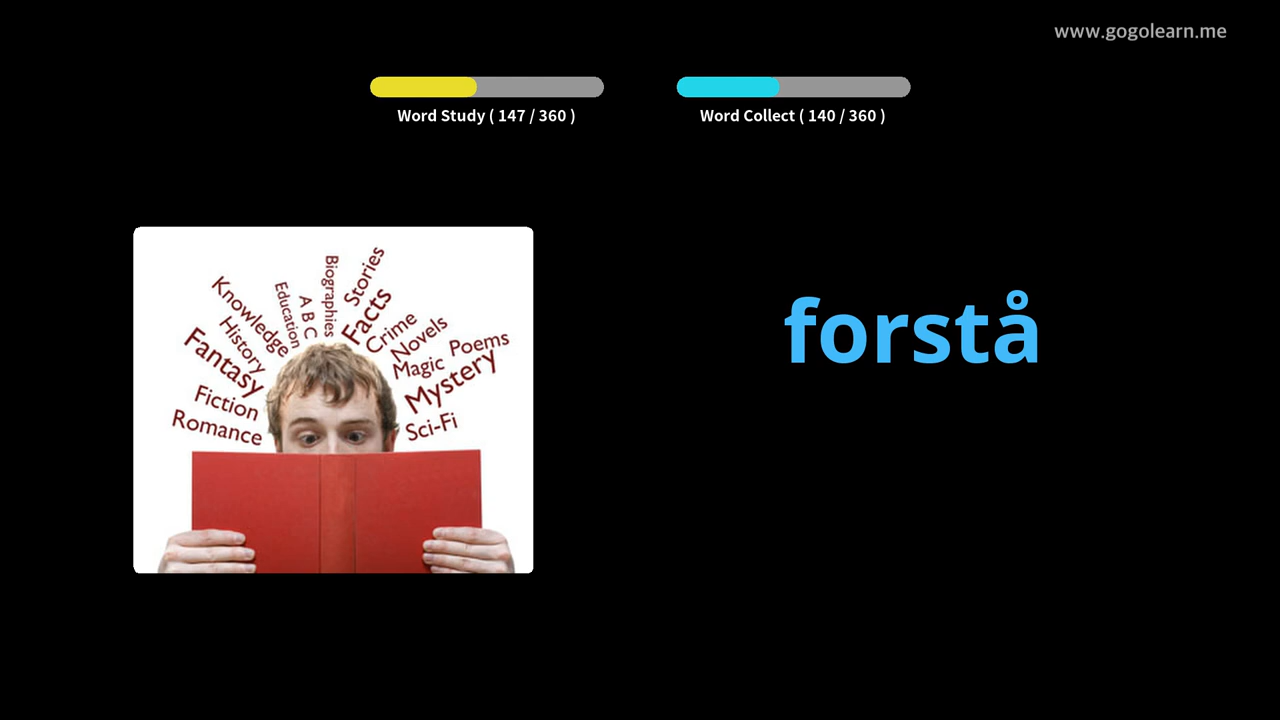 www.gogolearn.me
Word Study ( 147 / 360 )
Word Collect ( 140 / 360 )
forstå
Knowledge
History
Fantasy
Fiction
Romance
Education
A B C
Biographies
Stories
Facts
Crime
Novels
Magic
Poems
Mystery
Sci-Fi